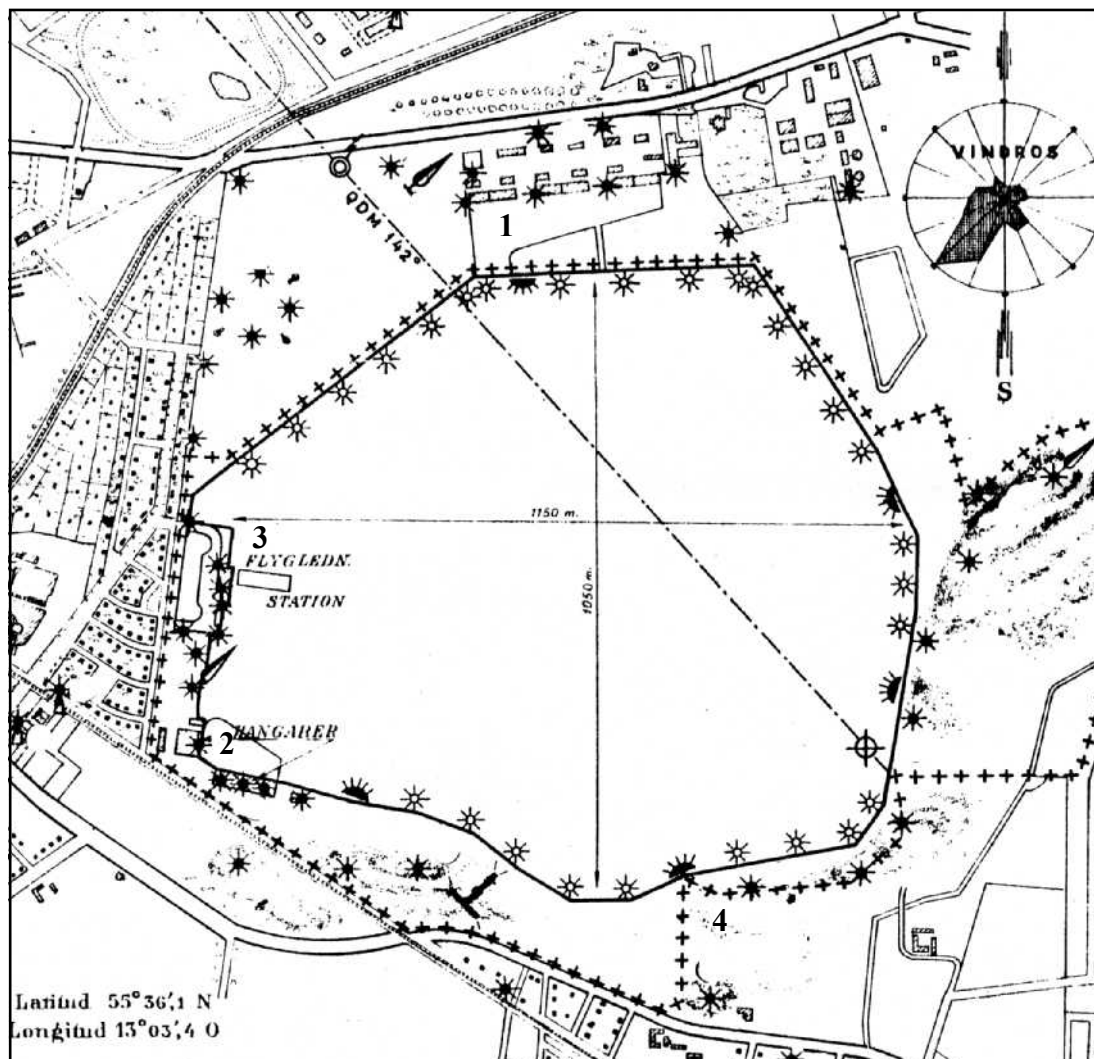 VINDROS
QDM 142°
1
S
1150 m.
3
FLYGLEDN.
STATION
1050 m.
2
HANGARER
4
Latitud 55°36',1 N
Longitud 13°03',4 O